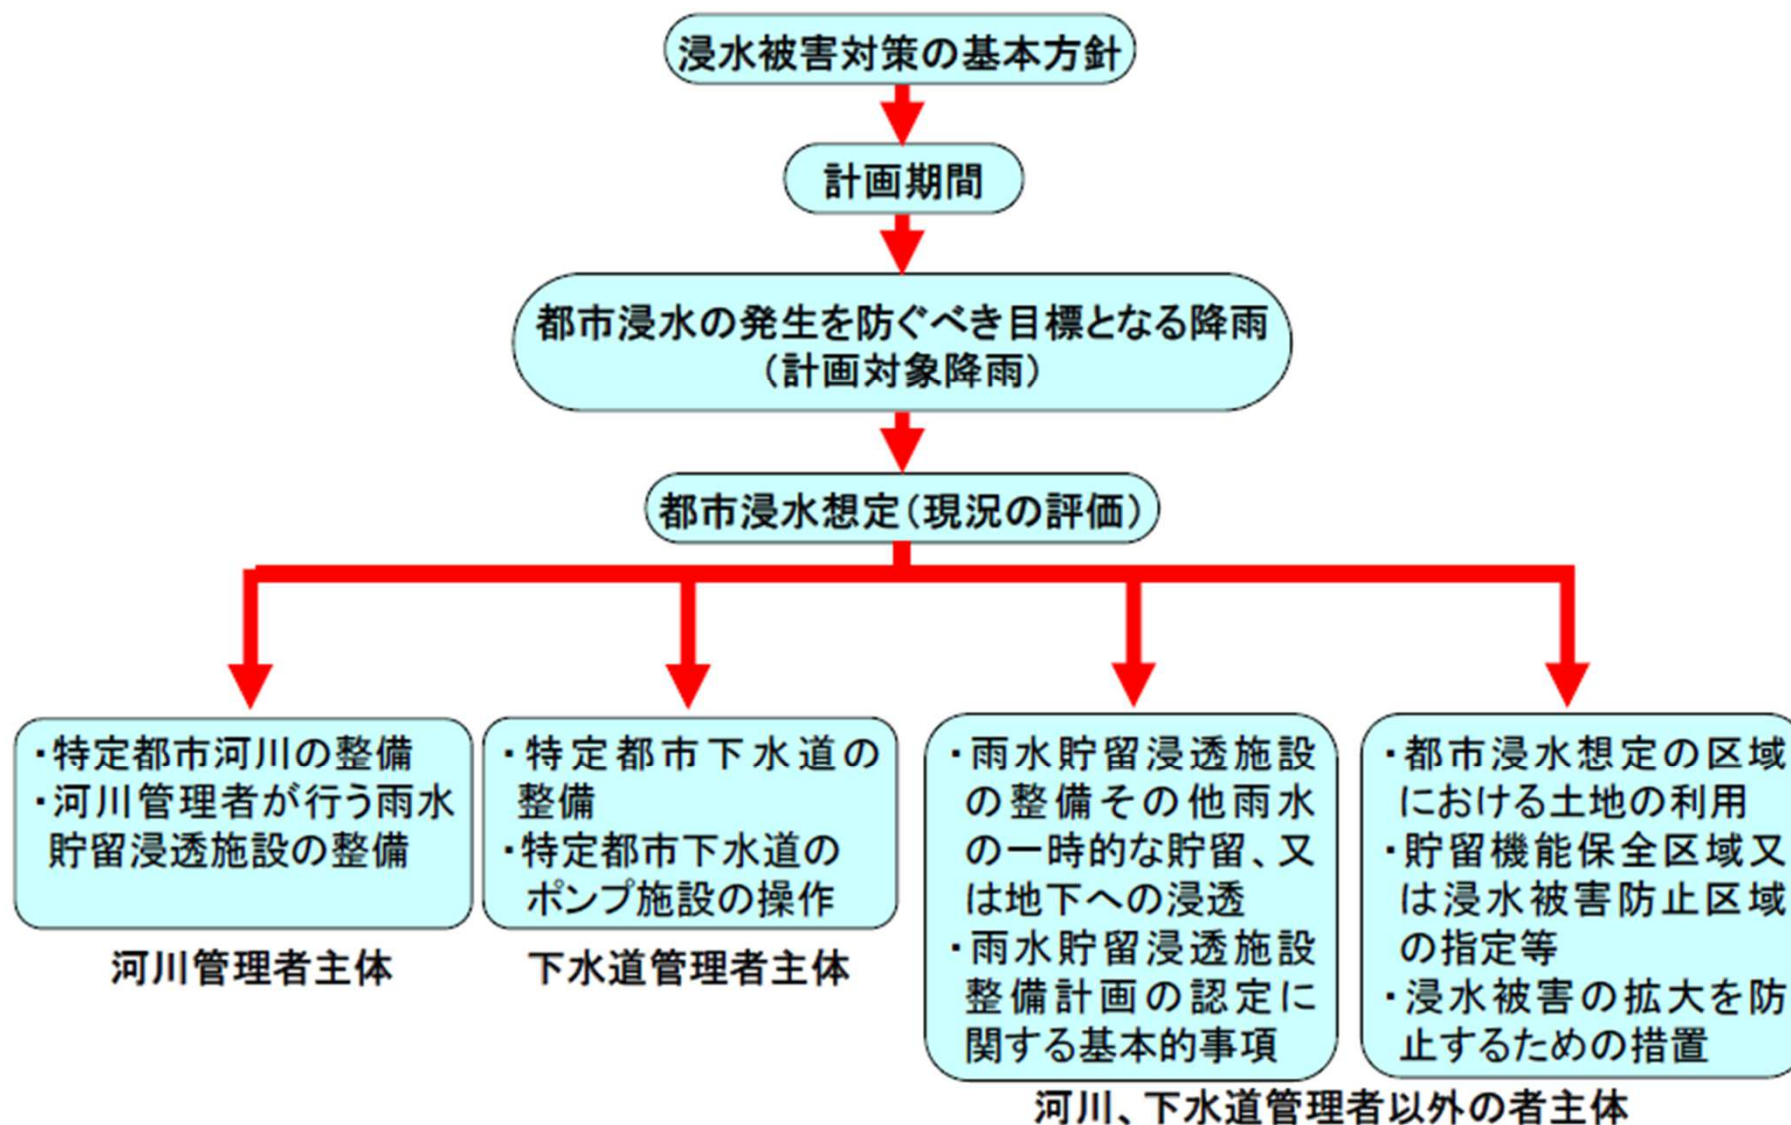 浸水被害対策の基本方針
計画期間
都市浸水の発生を防ぐべき目標となる降雨
（計画対象降雨）
都市浸水想定（現況の評価）
・特定都市河川の整備
・河川管理者が行う雨水
貯留浸透施設の整備
河川管理者主体
・特定都市下水道の
整備
・特定都市下水道の
ポンプ施設の操作
下水道管理者主体
・雨水貯留浸透施設
の整備その他雨水
の一時的な貯留、又
は地下への浸透
・雨水貯留浸透施設
整備計画の認定に
関する基本的事項
・都市浸水想定の区域
における土地の利用
・貯留機能保全区域又
は浸水被害防止区域
の指定等
・浸水被害の拡大を防
止するための措置
河川、下水道管理者以外の者主体